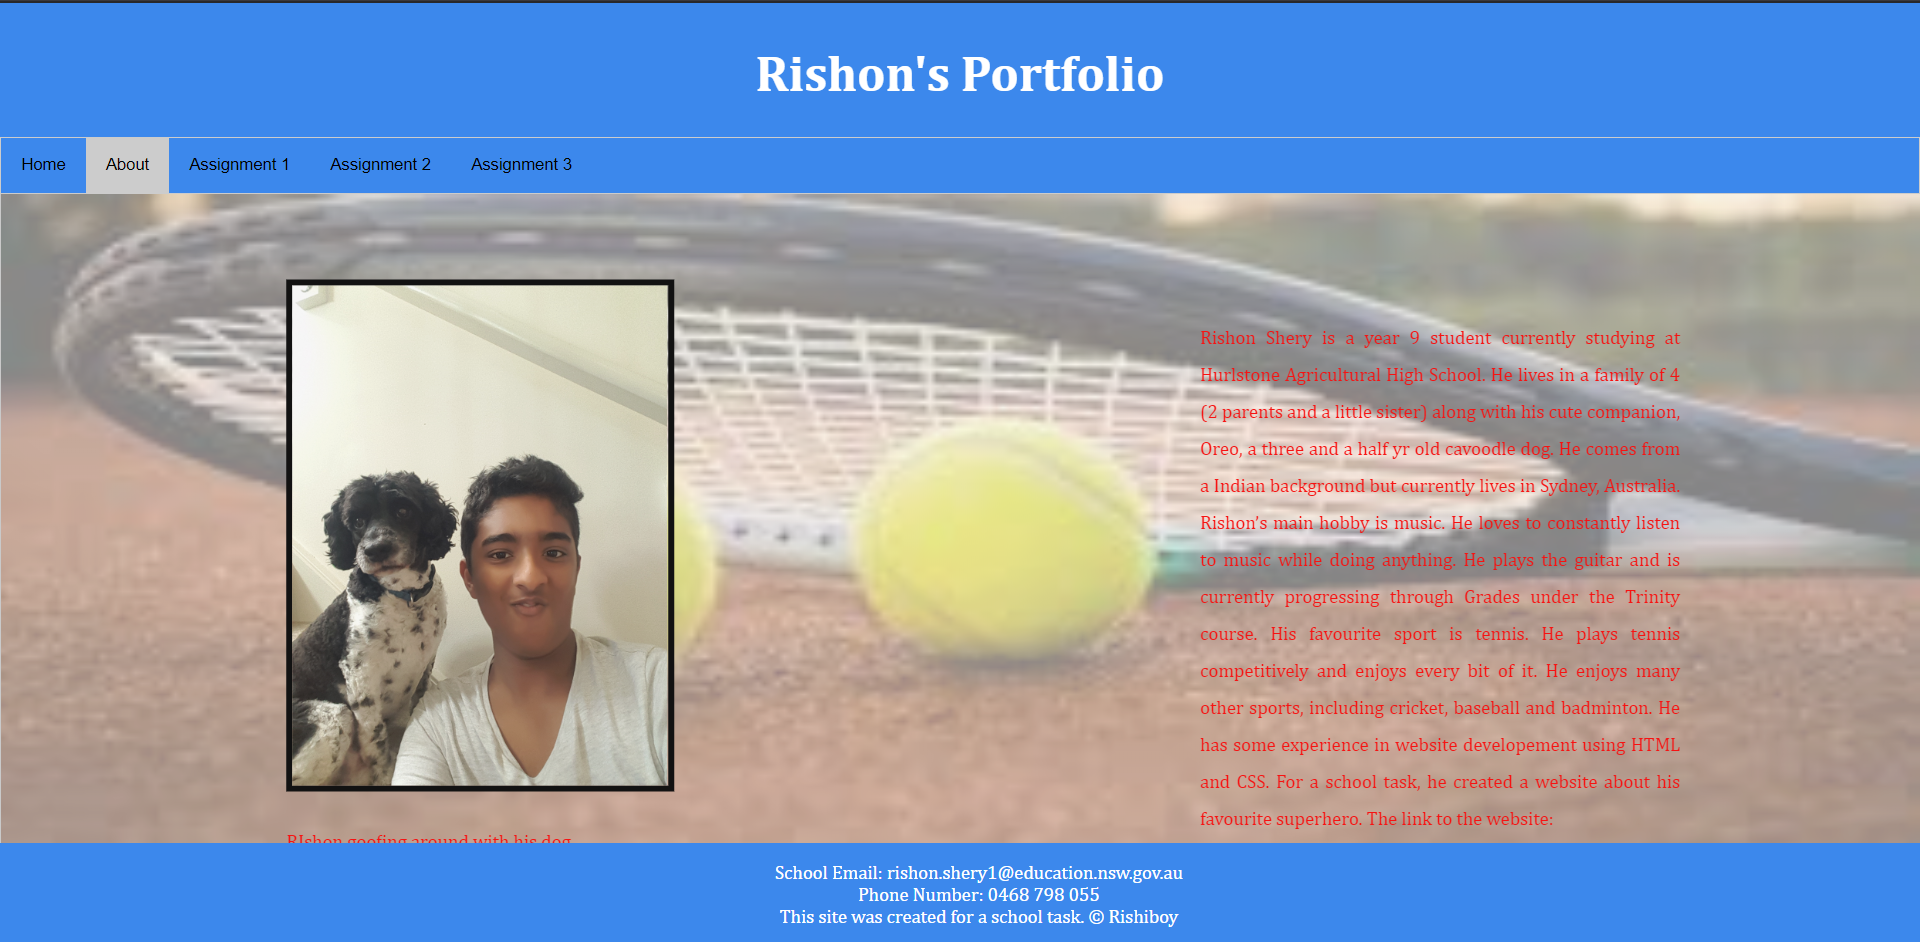 Rishon's Portfolio
Home About Assignment 1 Assignment 2 Assignment 3
Rishon Shery is a year 9 student currently studying at
Hurlstone Agricultural High School. He lives in a family of 4
(2 parents and a little sister) along with his cute companion,
Oreo, a three and a half yr old cavoodle dog. He comes from
a Indian background but currently lives in Sydney, Australia.
Rishon’s main hobby is music. He loves to constantly listen
to music while doing anything. He plays the guitar and is
currently progressing through Grades under the Trinity
course. His favourite sport is tennis. He plays tennis
competitively and enjoys every bit of it. He enjoys many
other sports, including cricket, baseball and badminton. He
has some experience in website developement using HTML
and CSS. For a school task, he created a website about his
favourite superhero. The link to the website:
RIshon goofing around with his dog
School Email: rishon.shery1@education.nsw.gov.au
Phone Number: 0468 798 055
This site was created for a school task. © Rishiboy